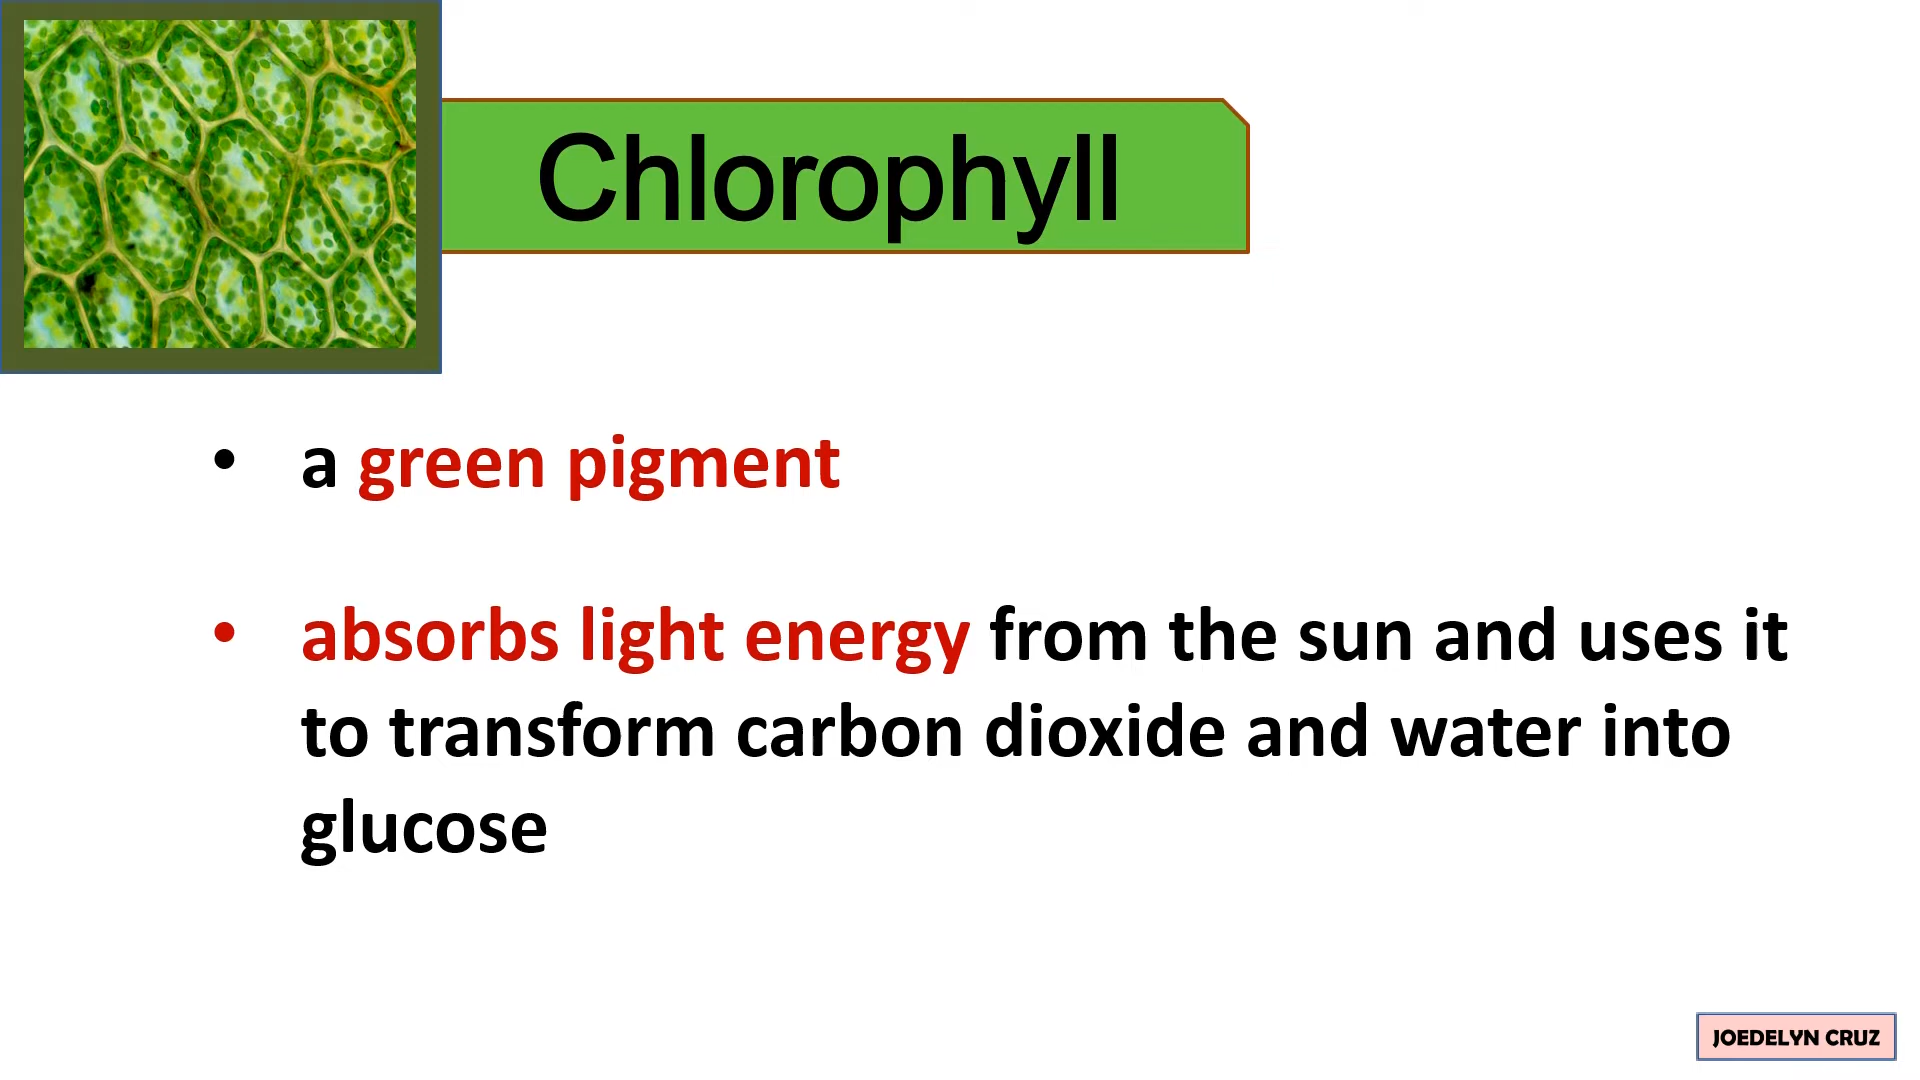 Chlorophyll
• a green pigment
• absorbs light energy from the sun and uses it
to transform carbon dioxide and water into
glucose
JOEDELYN CRUZ